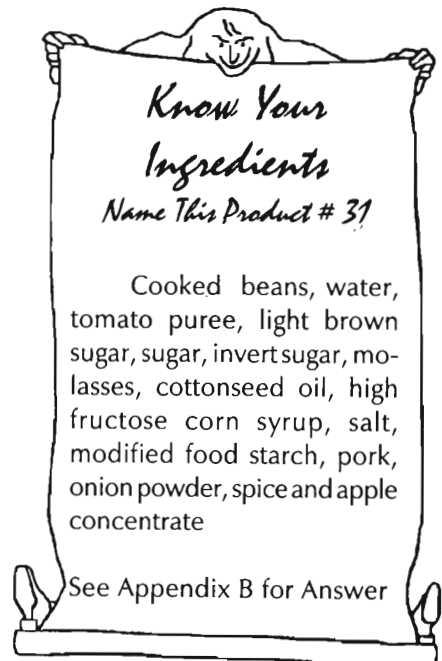 Know Your
Ingredients
Name This Product # 31
Cooked beans, water,
tomato puree, light brown
sugar, sugar, invert sugar, mo-
lasses, cottonseed oil, high
fructose corn syrup, salt,
modified food starch, pork,
onion powder, spice and apple
concentrate
See Appendix B for Answer